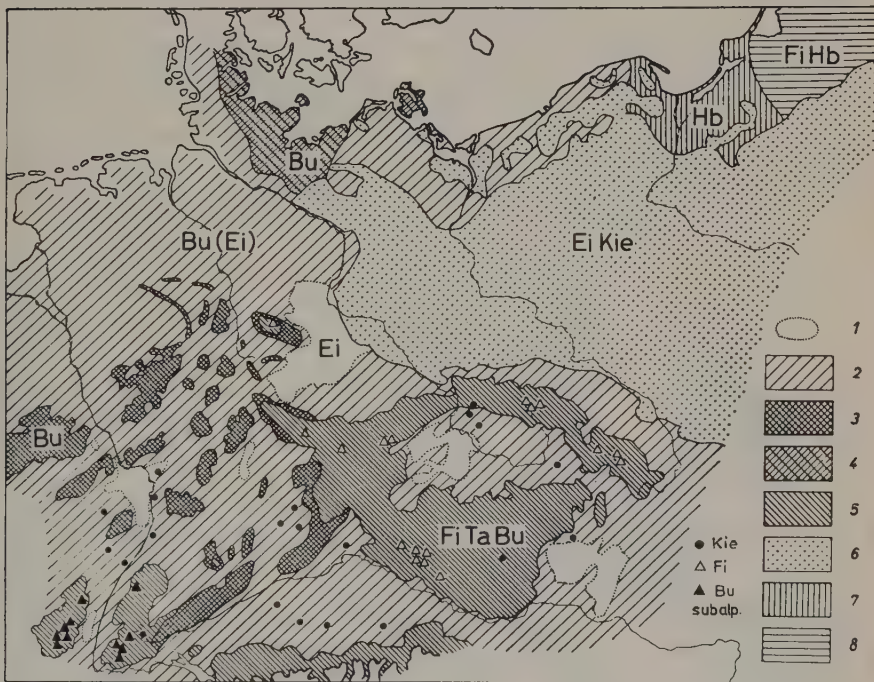 Fi Hb
Hb
Bu
Bu (Ei)
Ei Kie
Ei
Bu
Fi Ta Bu
1
2
3
4
5
6
7
8
Kie
Fi
Bu
subalp.